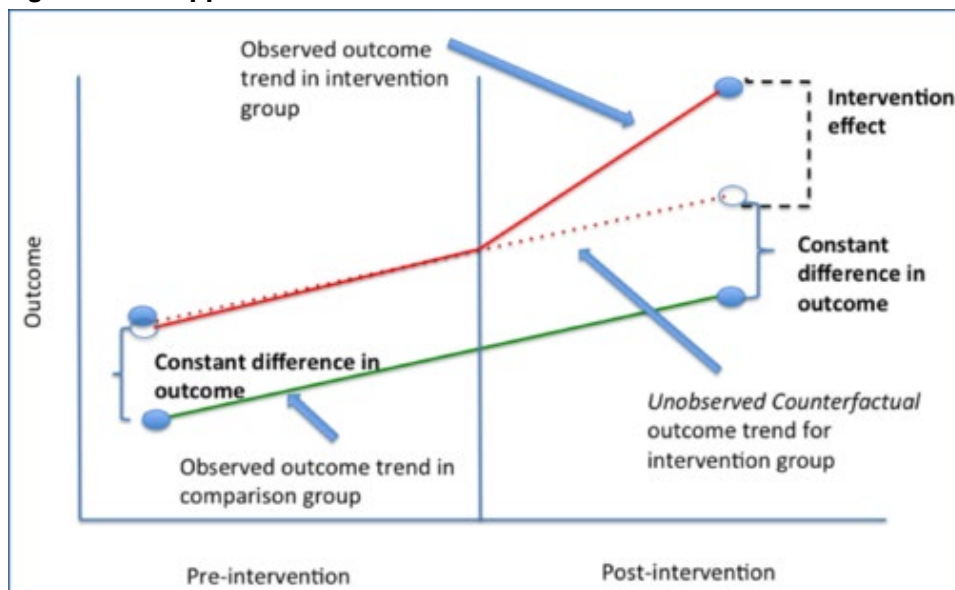 Observed outcome
trend in intervention
group
Intervention
effect
Outcome
Constant
difference in
outcome
Constant difference in
outcome
Unobserved Counterfactual
outcome trend for
intervention group
Observed outcome trend in
comparison group
Pre-intervention
Post-intervention